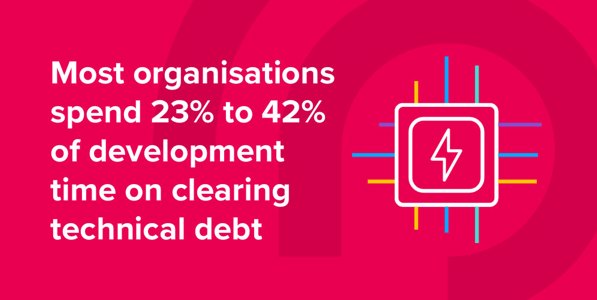 Most organisations
spend 23% to 42%
of development
time on clearing
technical debt